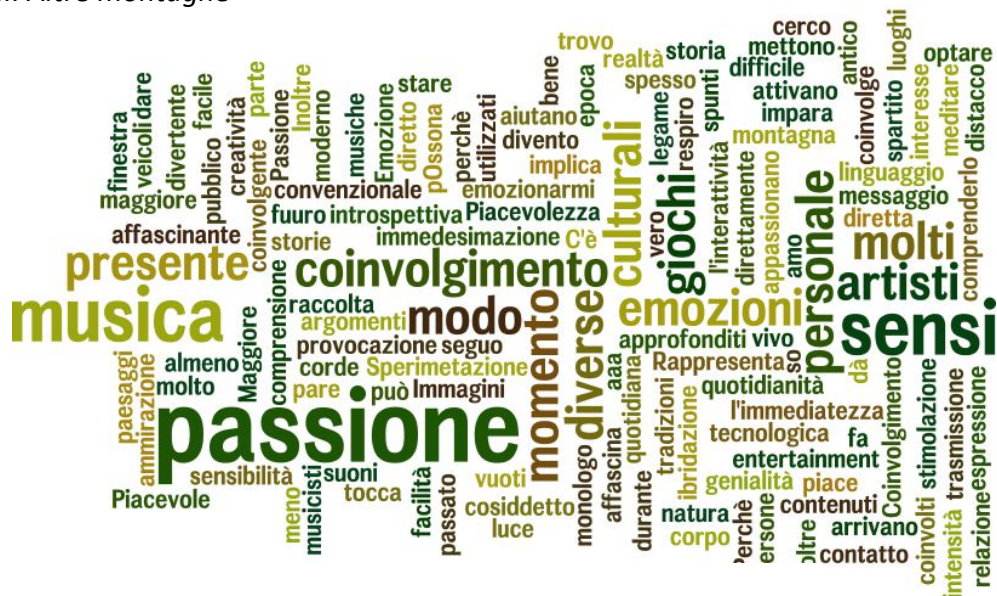 Altre montagne
cerco
trovo
mettono
antico
luoghi
realtà
storia
optare
spesso
difficile
attivano
impara
montagna
bene
epoca
stare
aiutano
divento
implica
emozionarmi
finestra
veicoli
dare
divertente
facile
maggiore
pubblico
creatività
parte
coinvolgente
Passione
Inoltre
moderno
musiche
Emozione
diretto
pOssona
perchè
utilizzati
convenzionale
fuuro
introspettiva
Piacevolezza
immedesimazione
C'è
culturali
legame
respiro
spunti
vero
giochi
l'interattività
direttamente
appassionano
amo
personale
coinvolge
spartito
interesse
meditare
distacco
linguaggio
messaggio
diretta
molti
comprenderlo
affascinante
storie
presente
coinvolgimento
artisti
musica
comprensione
raccolta
argomenti
modo
momento
diverse
emozioni
sensi
provocazione
seguo
approfonditi
vivo
so
paesaggi
ammirazione
almeno
molto
Maggiore
corde
Sperimetazione
pare
può
Immagini
aaa
quotidiana
Rappresenta
quotidianità
dà
Coinvolgimento
stimolazione
trasmissione
espressione
passione
tradizioni
ibridazione
l'immediatezza
tecnologica
fa
entertainment
genialità
piace
contenuti
arrivano
contatto
sensibilità
suoni
tocca
Piacevole
meno
musicisti
facilità
passato
vuoti
cosiddetto
luce
monologo
affascina
durante
natura
corpo
Perchè
ersone
oltre
coinvolti
intensità
relazione